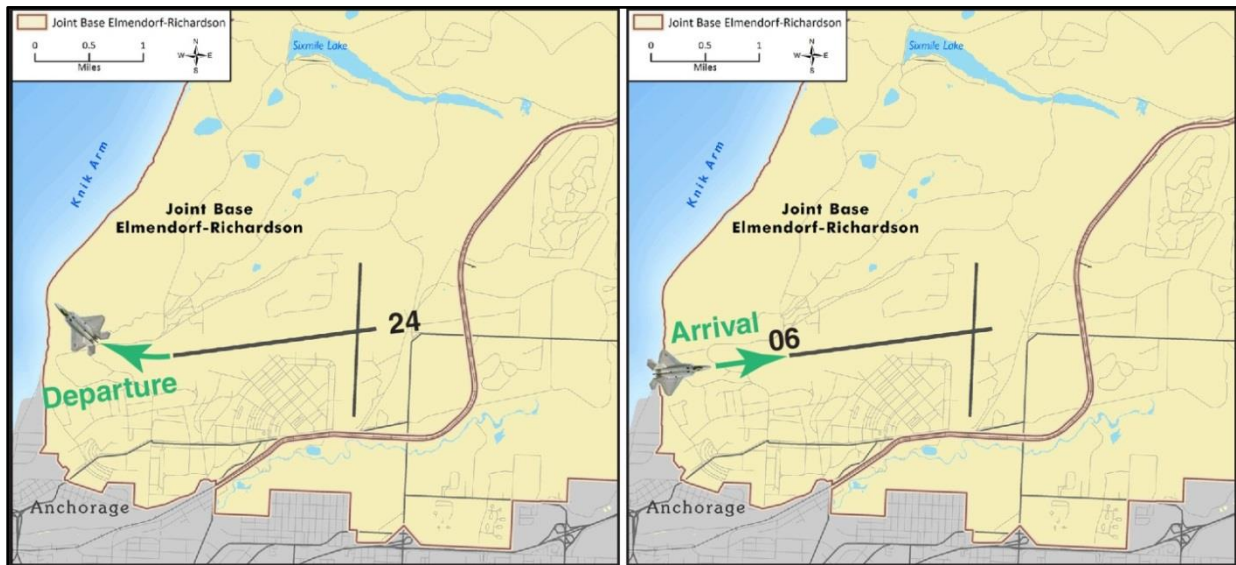 Joint Base Elmendorf-Richardson
0 0.5 1
Miles
N
W E
S
Sixmile Lake
Knik Arm
Joint Base
Elmendorf-Richardson
24
Departure
Anchorage
Joint Base Elmendorf-Richardson
0 0.5 1
Miles
N
W E
S
Sixmile Lake
Knik Arm
Joint Base
Elmendorf-Richardson
Arrival
06
Anchorage